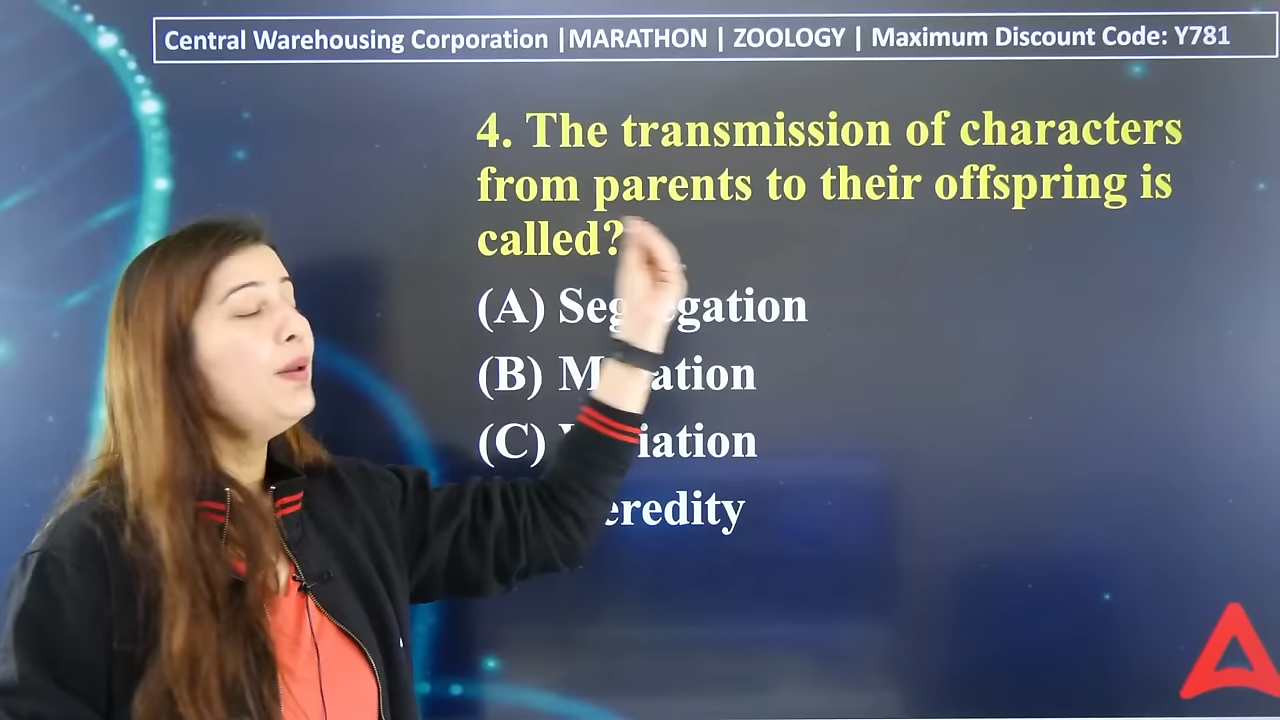 Central Warehousing Corporation |MARATHON | ZOOLOGY | Maximum Discount Code: Y781
4. The transmission of characters
from parents to their offspring is
called?
(A)
(B)
(C)